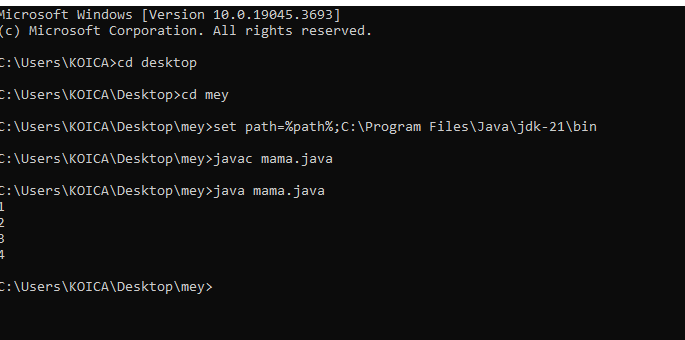 Microsoft Windows [Version 10.0.19045.3693]
(c) Microsoft Corporation. All rights reserved.
C:\Users\KOICA>cd desktop
C:\Users\KOICA\Desktop>cd mey
C:\Users\KOICA\Desktop\mey>set path=%path%;C:\Program Files\Java\jdk-21\bin
C:\Users\KOICA\Desktop\mey>javac mama.java
C:\Users\KOICA\Desktop\mey>java mama.java
1
2
3
4
C:\Users\KOICA\Desktop\mey>